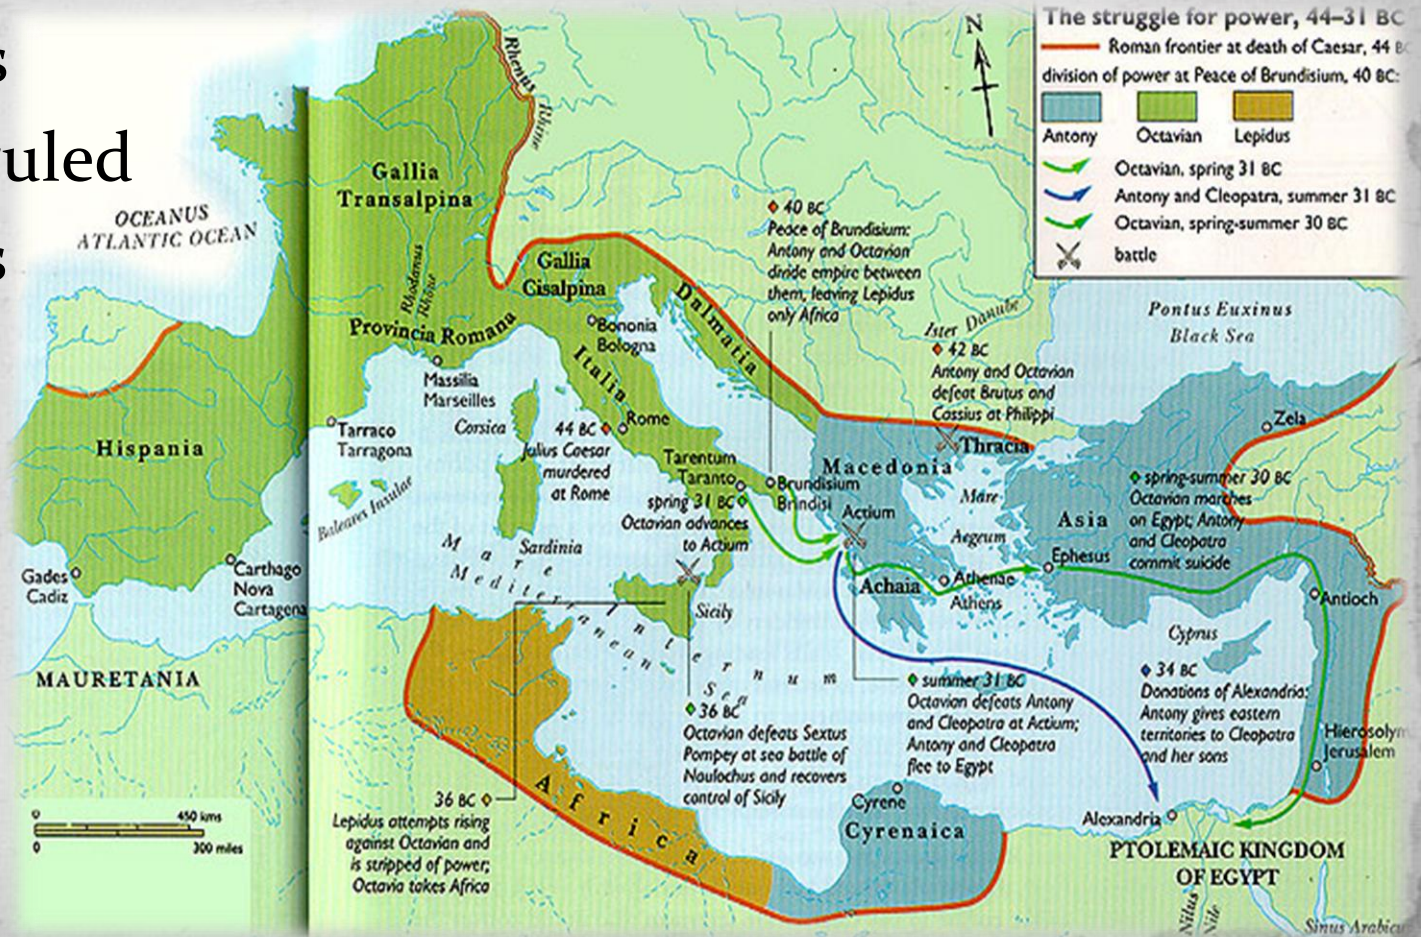 s
uled
s
The struggle for power, 44–31 BC
Roman frontier at death of Caesar, 44 BC
division of power at Peace of Brundisium, 40 BC:
Antony
Octavian
Lepidus
Octavian, spring 31 BC
Antony and Cleopatra, summer 31 BC
Octavian, spring-summer 30 BC
battle
N
OCEANUS
ATLANTIC OCEAN
Rhenus
Rhine
Gallia
Transalpina
Rhodanus
Rhône
Gallia
Cisalpina
Provincia Romana
Dalmatia
Bononia
Bologna
Italia
Massilia
Marseilles
Corsica
Rome
44 BC
Julius Caesar
murdered
at Rome
Tarraco
Tarragona
Hispania
Baleares Insulae
Gades
Cadiz
Carthago
Nova
Cartagena
MAURETANIA
Sardinia
Mare Internum
Mediterranean Sea
Tarentum
Taranto
Brundisium
Brindisi
spring 31 BC
Octavian advances
to Actium
40 BC
Peace of Brundisium:
Antony and Octavian
divide empire between
them, leaving Lepidus
only Africa
Ister Danube
42 BC
Antony and Octavian
defeat Brutus and
Cassius at Philippi
Thracia
Macedonia
Actium
Mare
Aegeum
Achaia
Athenae
Athens
Pontus Euxinus
Black Sea
Zela
Asia
Ephesus
spring-summer 30 BC
Octavian marches
on Egypt; Antony
and Cleopatra
commit suicide
Antioch
Cyprus
34 BC
Donations of Alexandria:
Antony gives eastern
territories to Cleopatra
and her sons
Hierosolym
Jerusalem
Sicily
36 BC
Octavian defeats Sextus
Pompey at sea battle of
Naulochus and recovers
control of Sicily
summer 31 BC
Octavian defeats Antony
and Cleopatra at Actium;
Antony and Cleopatra
flee to Egypt
Africa
36 BC
Lepidus attempts rising
against Octavian and
is stripped of power;
Octavia takes Africa
Cyrene
Cyrenaica
Alexandria
PTOLEMAIC KINGDOM
OF EGYPT
Nilus
Nile
Sinus Arabicu
0 450 kms
0 300 miles